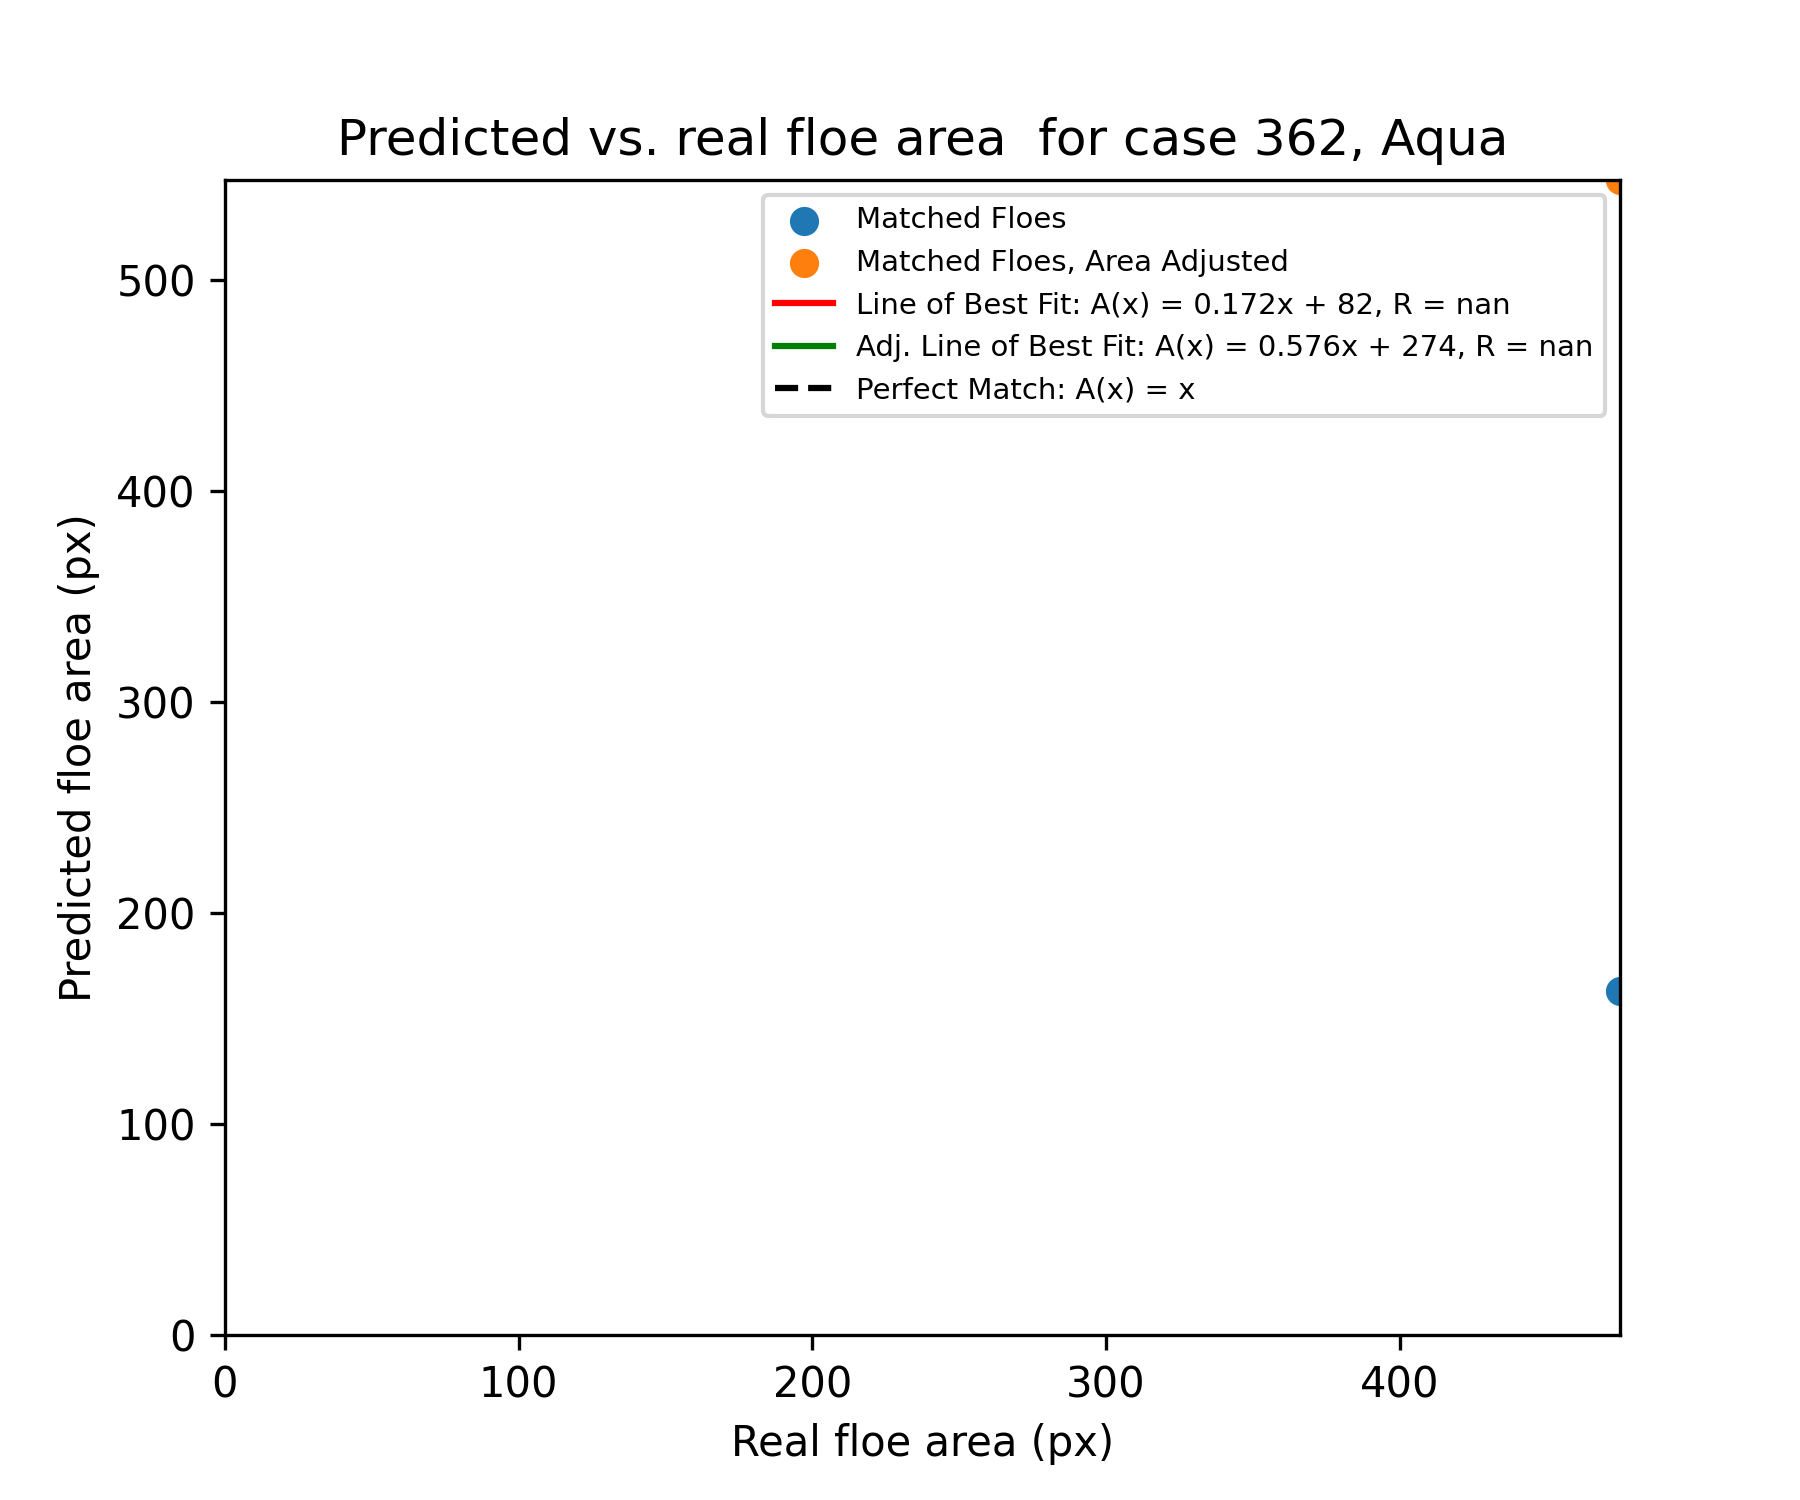 Predicted vs. real floe area  for case 362, Aqua
Matched Floes
Matched Floes, Area Adjusted
Line of Best Fit: A(x) = 0.172x + 82, R = nan
Adj. Line of Best Fit: A(x) = 0.576x + 274, R = nan
Perfect Match: A(x) = x
Predicted floe area (px)
500
400
300
200
100
0
0 100 200 300 400
Real floe area (px)